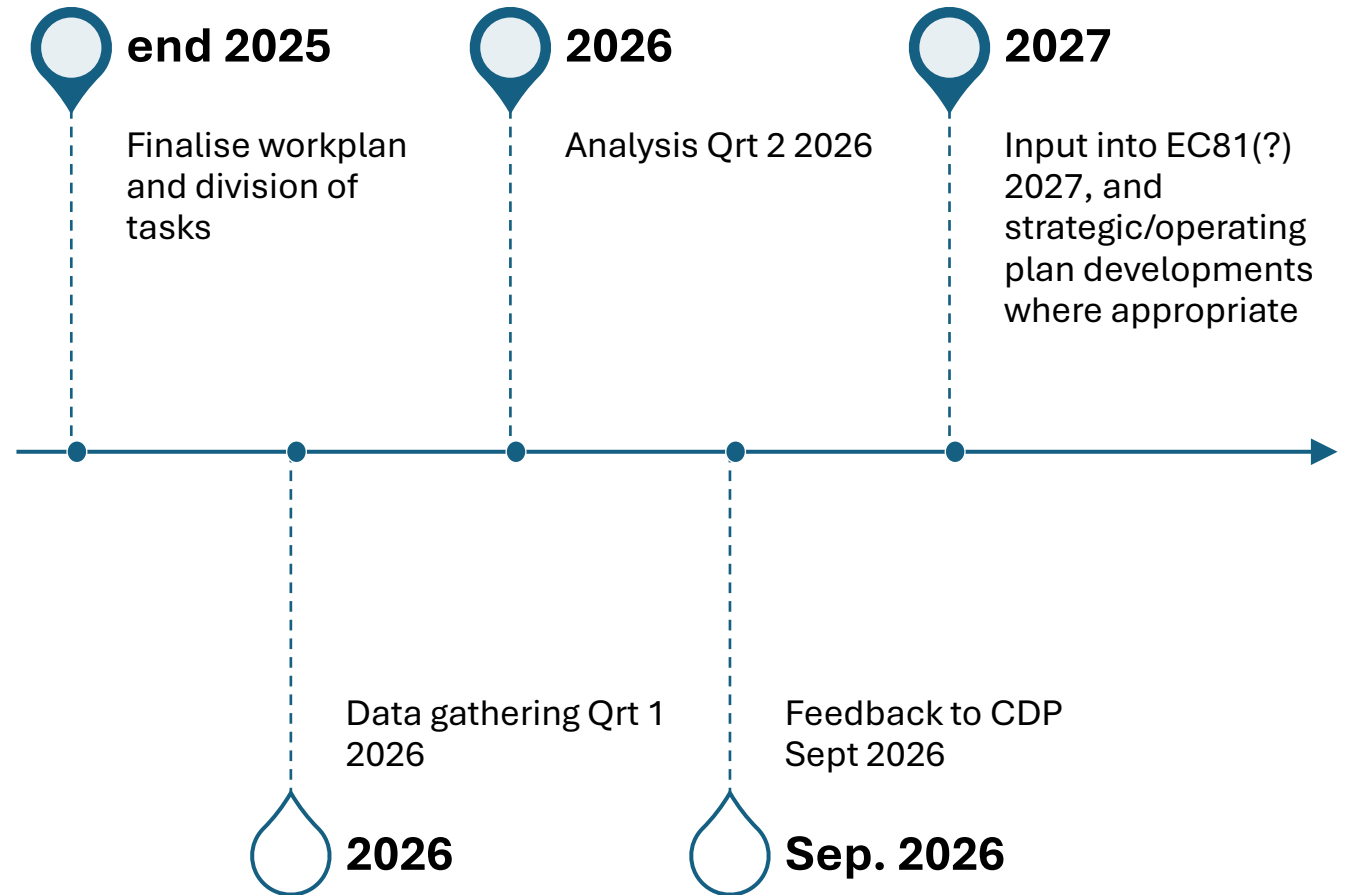 end 2025
Finalise workplan
and division of
tasks
2026
Analysis Qrt 2 2026
2027
Input into EC81(?)
2027, and
strategic/operating
plan developments
where appropriate
Data gathering Qrt 1
2026
2026
Feedback to CDP
Sept 2026
Sep. 2026